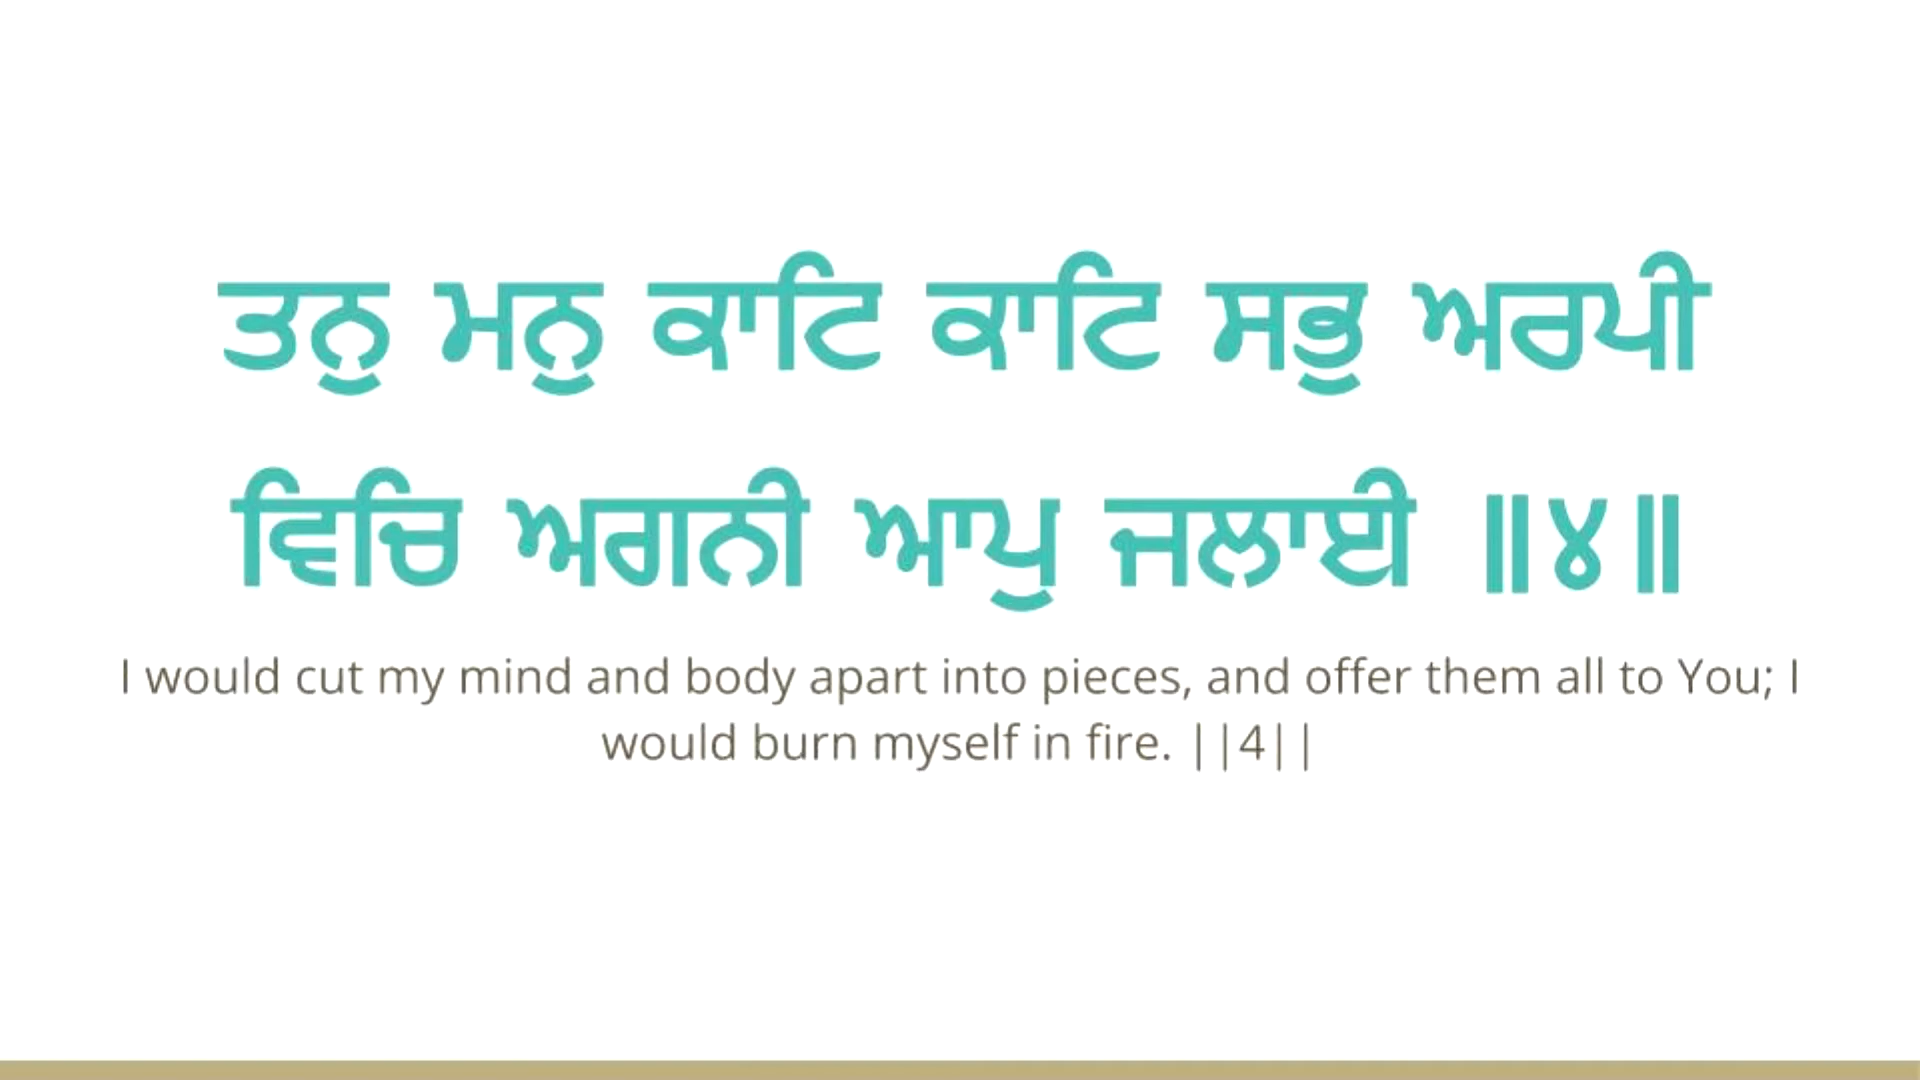 ਤਨੁ ਮਨੁ ਕਾਟਿ ਕਾਟਿ ਸਭੁ ਅਰਪੀ
ਵਿਚਿ ਅਗਨੀ ਆਪੁ ਜਲਾਈ ॥੪॥
I would cut my mind and body apart into pieces, and offer them all to You; I
would burn myself in fire. ||4||